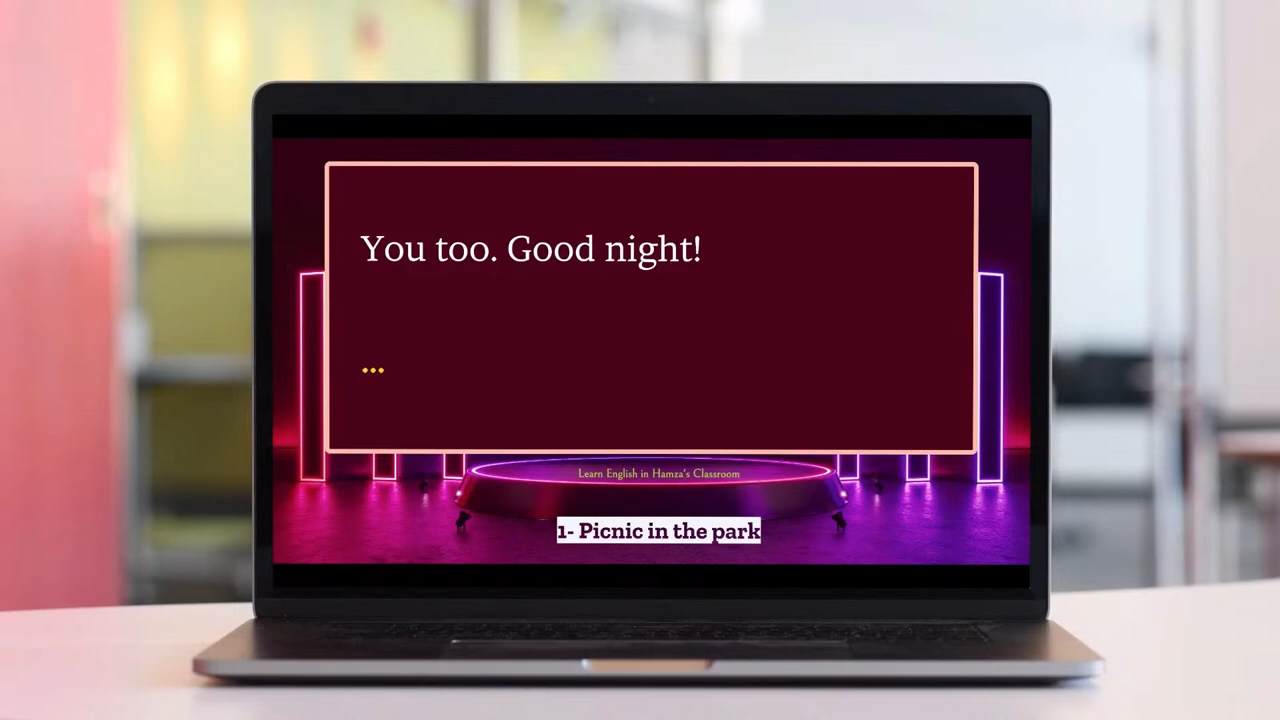 You too. Good night!
...
Learn English in Hamza's Classroom
1- Picnic in the park